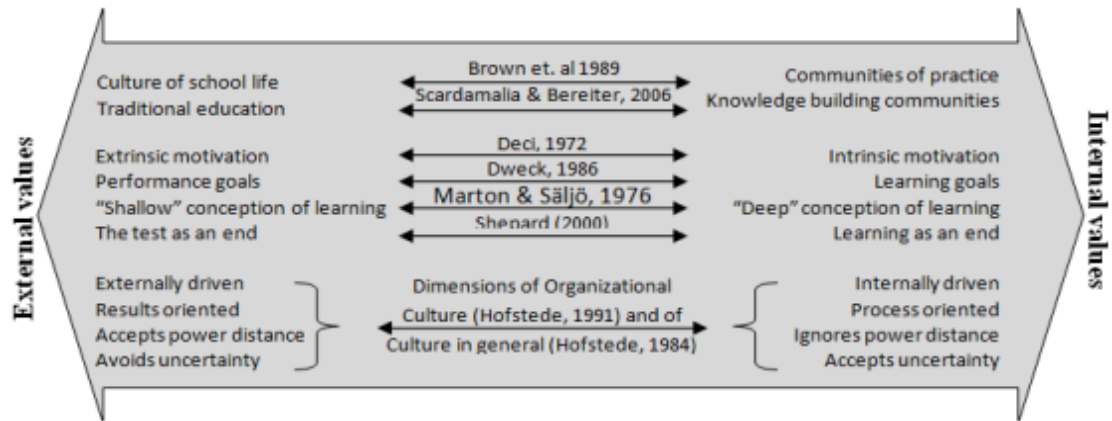 External values
Culture of school life Brown et. al 1989 Communities of practice
Traditional education Scardamalia & Bereiter, 2006 Knowledge building communities
Extrinsic motivation Deci, 1972 Intrinsic motivation
Performance goals Dweck, 1986 Learning goals
“Shallow” conception of learning Marton & Säljö, 1976 “Deep” conception of learning
The test as an end Shepard (2000) Learning as an end
Externally driven Dimensions of Organizational Internally driven
Results oriented Culture (Hofstede, 1991) and of Process oriented
Accepts power distance Culture in general (Hofstede, 1984) Ignores power distance
Avoids uncertainty Accepts uncertainty
Internal values